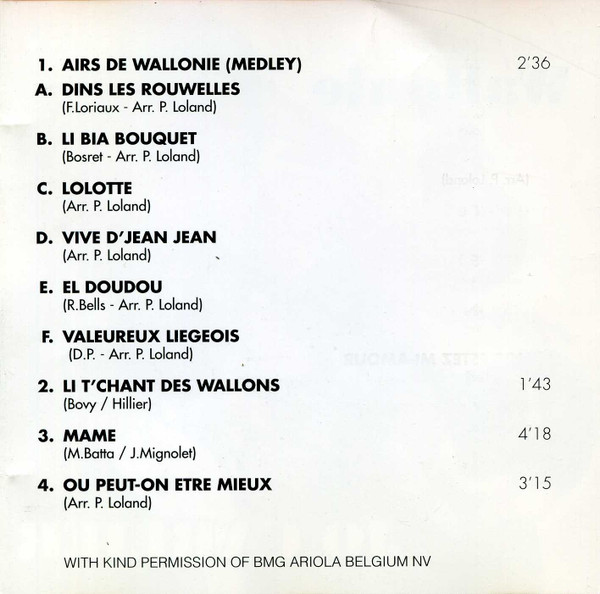 1. AIRS DE WALLONIE (MEDLEY) 2'36
A. DINS LES ROUWELLES
(F.Loriaux - Arr. P. Loland)
B. LI BIA BOUQUET
(Bosret - Arr. P. Loland)
C. LOLOTTE
(Arr. P. Loland)
D. VIVE D'JEAN JEAN
(Arr. P. Loland)
E. EL DOUDOU
(R.Bells - Arr. P. Loland)
F. VALEUREUX LIEGEOIS
(D.P. - Arr. P. Loland)
2. LI T'CHANT DES WALLONS 1'43
(Bovy / Hillier)
3. MAME 4'18
(M.Batta / J.Mignolet)
4. OU PEUT-ON ETRE MIEUX 3'15
(Arr. P. Loland)
WITH KIND PERMISSION OF BMG ARIOLA BELGIUM NV